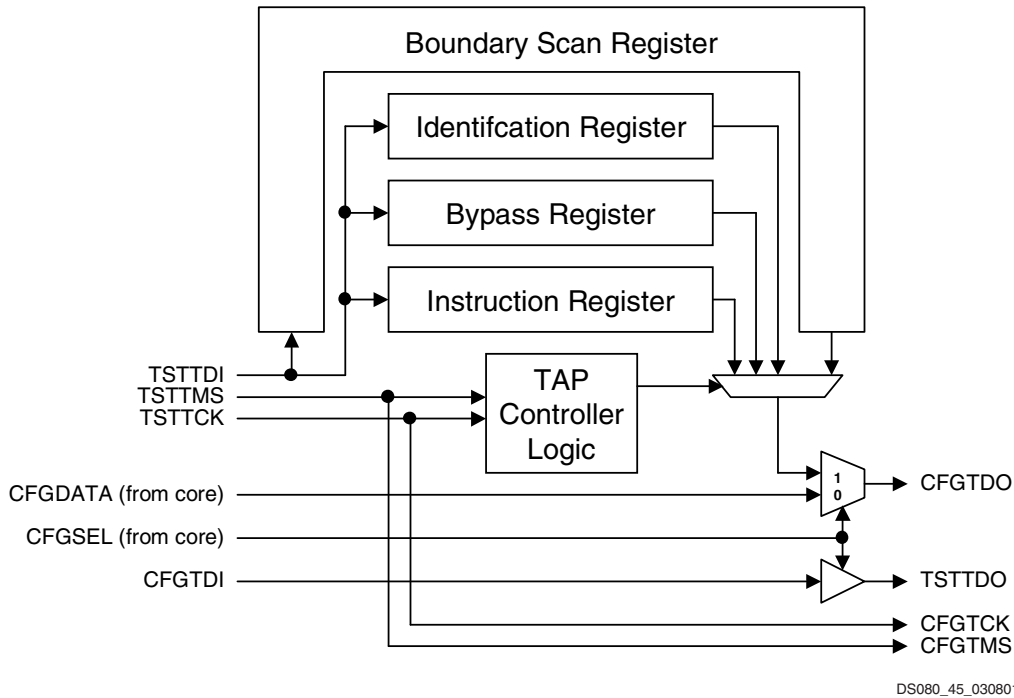 Boundary Scan Register
Identifcation Register
Bypass Register
Instruction Register
TSTTDI
TSTTMS
TSTTCK
TAP
Controller
Logic
CFGDATA (from core)
1
0
CFGTDO
CFGSEL (from core)
CFGTDI
TSTTDO
CFGTCK
CFGTMS
DS080_45_030801